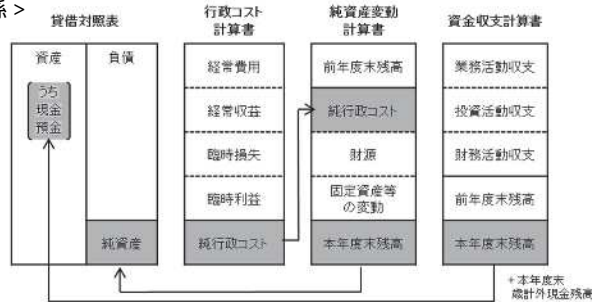 係 >
貸借対照表
行政コスト
計算書
純資産変動
計算書
資金収支計算書
資産
負債
うち
現金
預金
純資産
経常費用
経常収益
臨時損失
臨時利益
純行政コスト
前年度末残高
純行政コスト
財源
固定資産等
の変動
本年度末残高
業務活動収支
投資活動収支
財務活動収支
前年度末残高
本年度末残高
+本年度末
歳計外現金残高